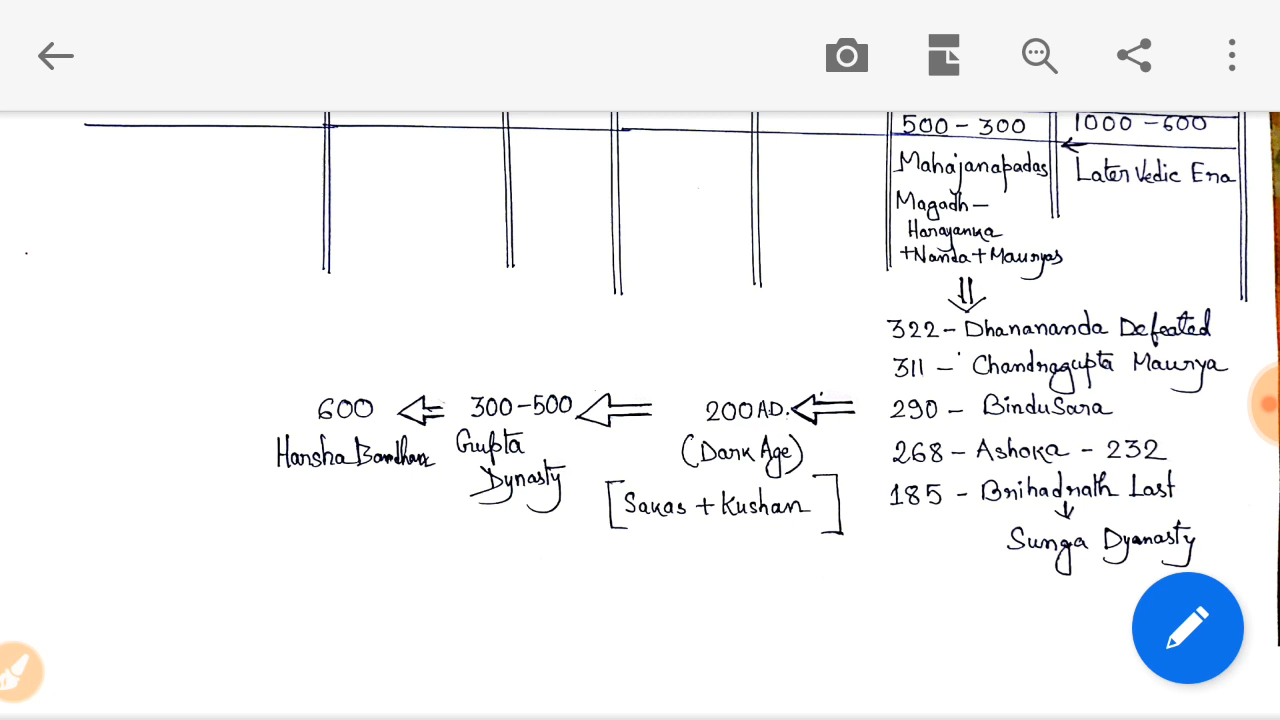 500 - 300
1000 - 600
Mahajanapadas
Later Vedic Era
Magadh -
Harayanka
+ Nanda + Mauryas
322 - Dhanananda Defeated
311 - Chandragupta Maurya
290 - BinduSara
268 - Ashoka - 232
185 - Brihadrath Last
Sunga Dyanasty
200 AD.
(Dark Age)
[Sakas + Kushan]
300-500
Gupta
Dynasty
600
Harsha Bardhan